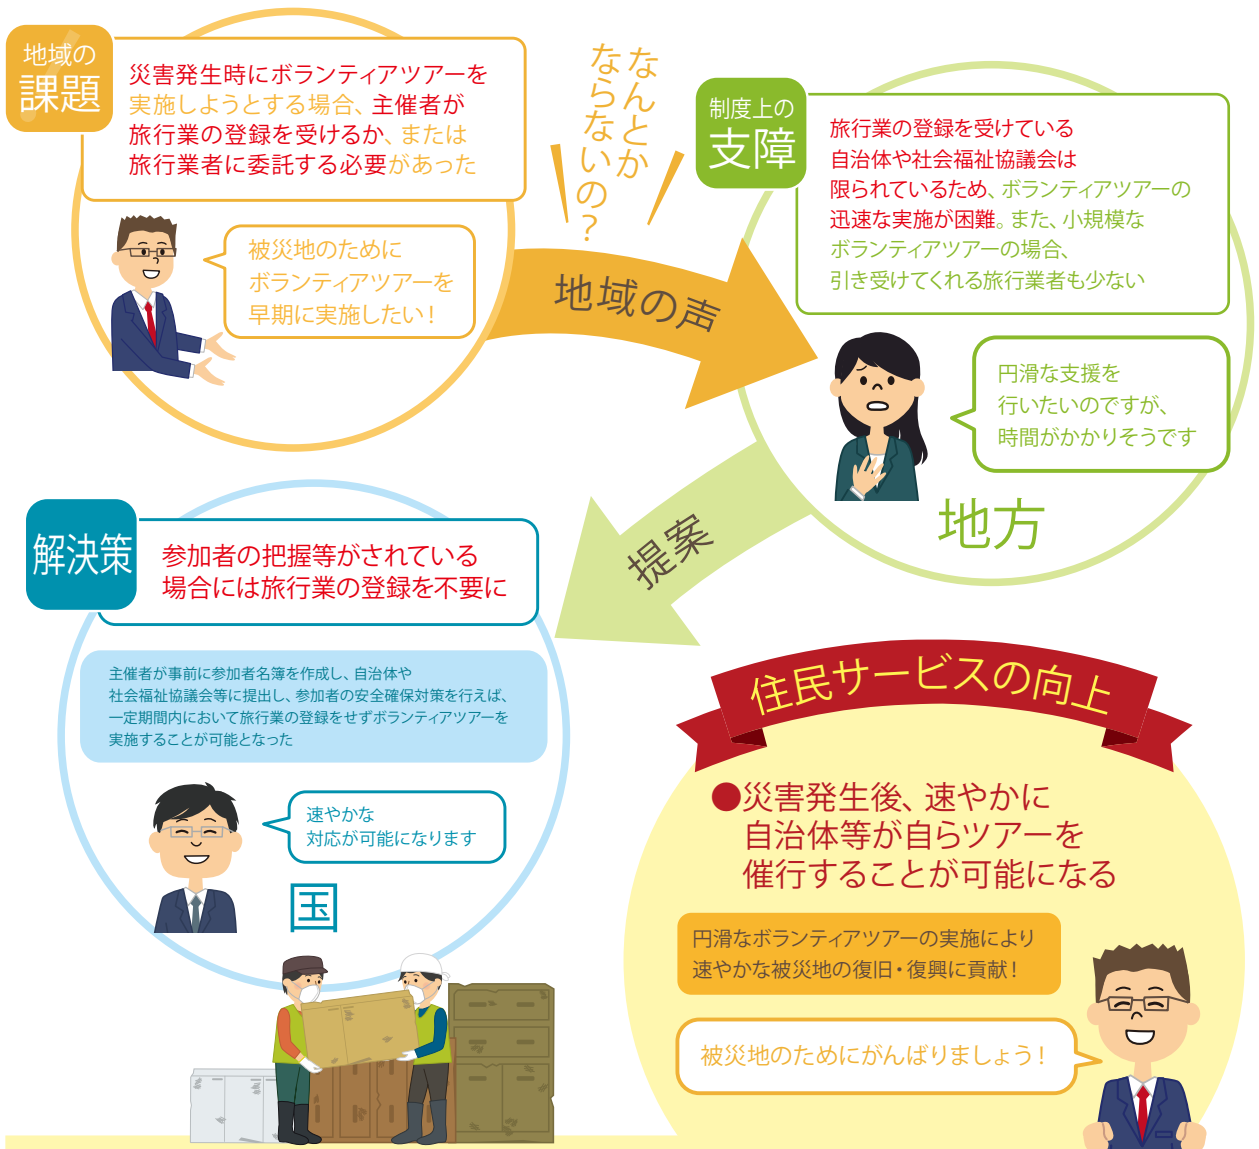 地域の
課題
災害発生時にボランティアツアーを
実施しようとする場合、主催者が
旅行業の登録を受けるか、または
旅行業者に委託する必要があった
被災地のために
ボランティアツアーを
早期に実施したい！
なんとか
ならないの？
地域の声
制度上の
支障
旅行業の登録を受けている
自治体や社会福祉協議会は
限られているため、ボランティアツアーの
迅速な実施が困難。また、小規模な
ボランティアツアーの場合、
引き受けてくれる旅行業者も少ない
円滑な支援を
行いたいのですが、
時間がかかりそうです
地方
提案
解決策
参加者の把握等がされている
場合には旅行業の登録を不要に
主催者が事前に参加者名簿を作成し、自治体や
社会福祉協議会等に提出し、参加者の安全確保対策を行えば、
一定期間内において旅行業の登録をせずボランティアツアーを
実施することが可能となった
速やかな
対応が可能になります
国
住民サービスの向上
●災害発生後、速やかに
自治体等が自らツアーを
催行することが可能になる
円滑なボランティアツアーの実施により
速やかな被災地の復旧・復興に貢献！
被災地のためにがんばりましょう！